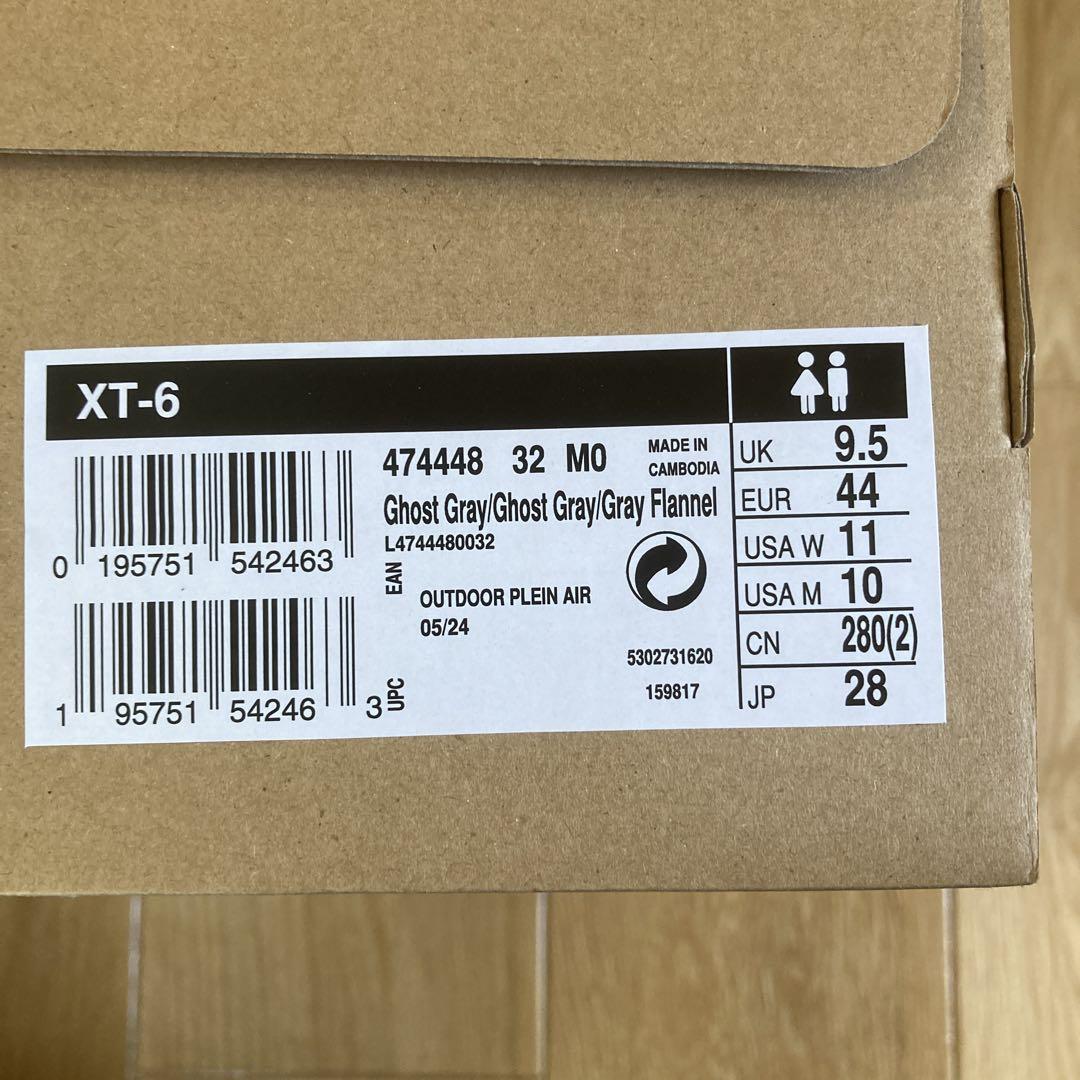 XT-6
474448 32 M0
MADE IN
CAMBODIA
Ghost Gray/Ghost Gray/Gray Flannel
L4744480032
0 195751 542463
EAN
OUTDOOR PLEIN AIR
05/24
5302731620
159817
1 95751 54246 3
UPC
UK 9.5
EUR 44
USA W 11
USA M 10
CN 280(2)
JP 28